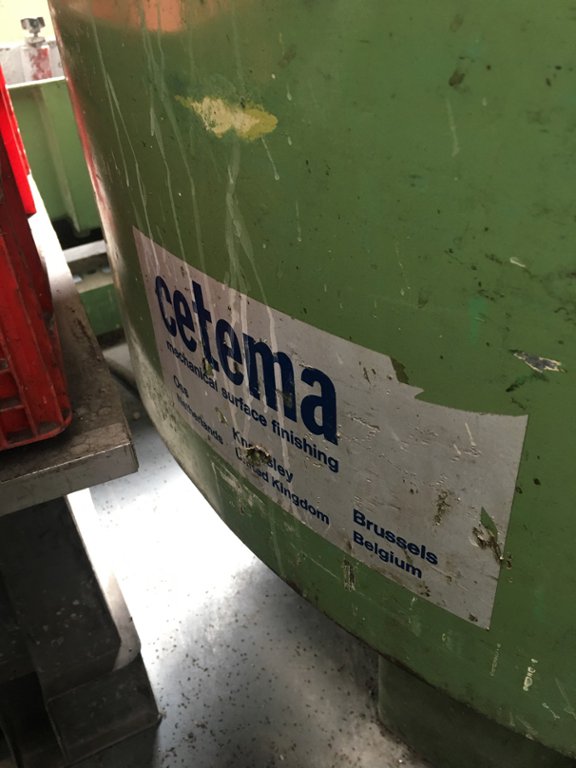 cetema
mechanical surface finishing
Oss
Netherlands
Knowsley
United Kingdom
Brussels
Belgium